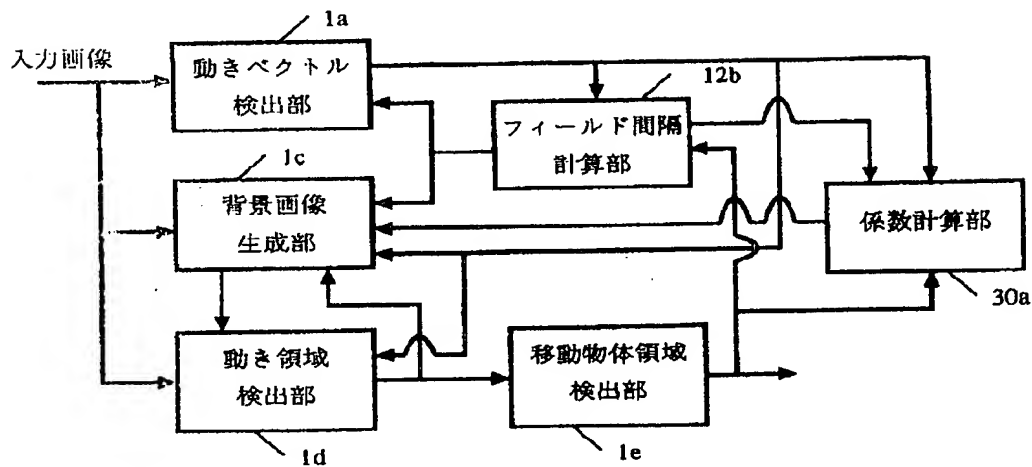 1a
入力画像
動きベクトル
検出部
12b
フィールド間隔
計算部
1c
背景画像
生成部
係数計算部
30a
動き領域
検出部
移動物体領域
検出部
1d
1e